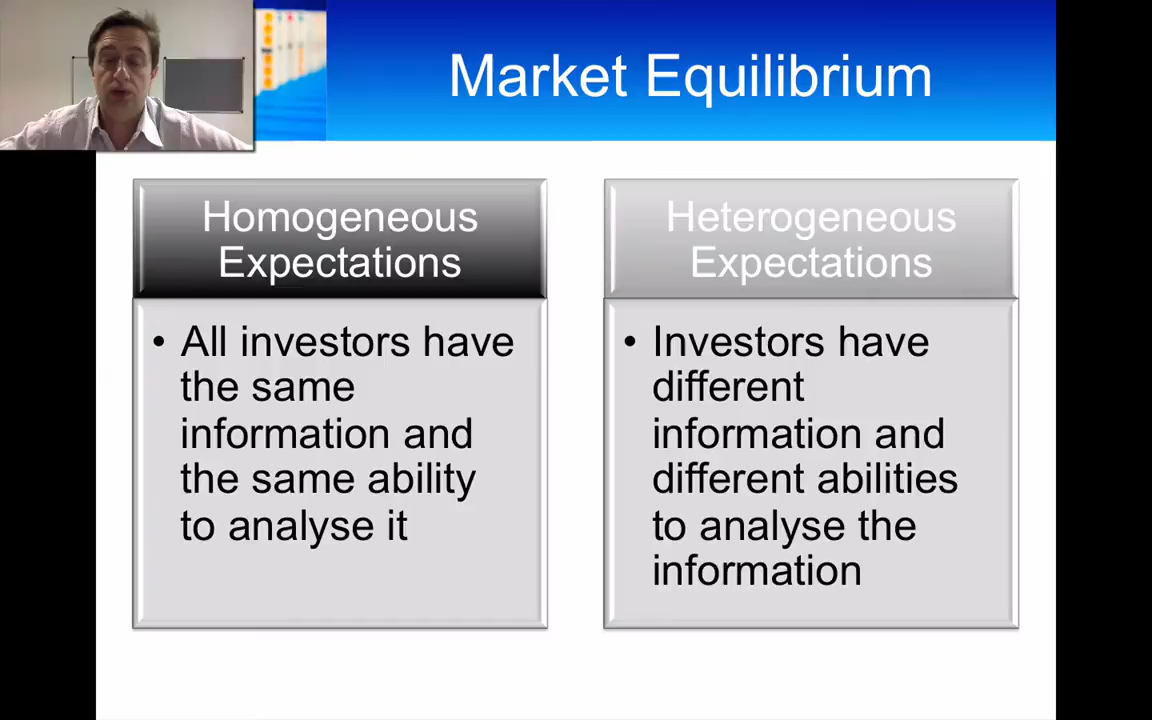 Market Equilibrium
Homogeneous
Expectations
• All investors have
the same
information and
the same ability
to analyse it
Heterogeneous
Expectations
• Investors have
different
information and
different abilities
to analyse the
information